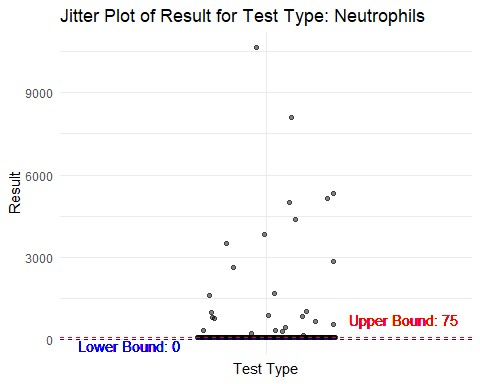 Jitter Plot of Result for Test Type: Neutrophils
Result
9000
6000
3000
0
Upper Bound: 75
Lower Bound: 0
Test Type